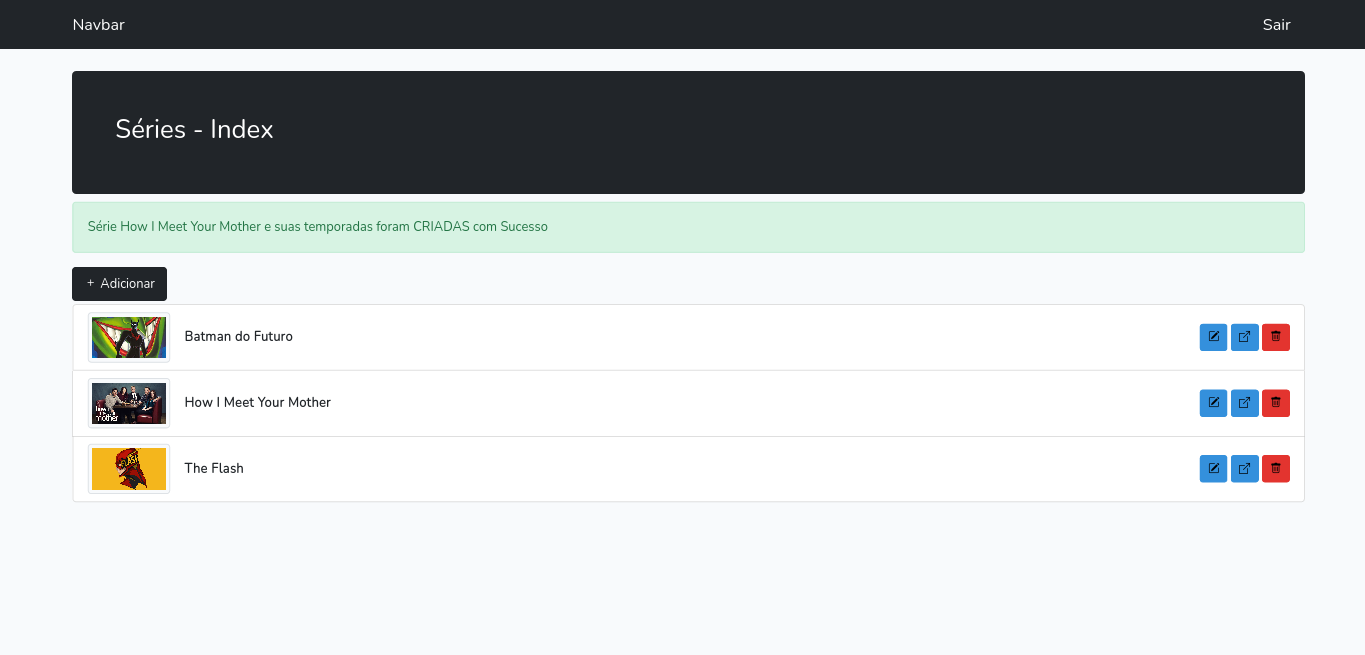 Navbar
Sair
Séries - Index
Série How I Meet Your Mother e suas temporadas foram CRIADAS com Sucesso
+ Adicionar
Batman do Futuro
How I Meet Your Mother
The Flash